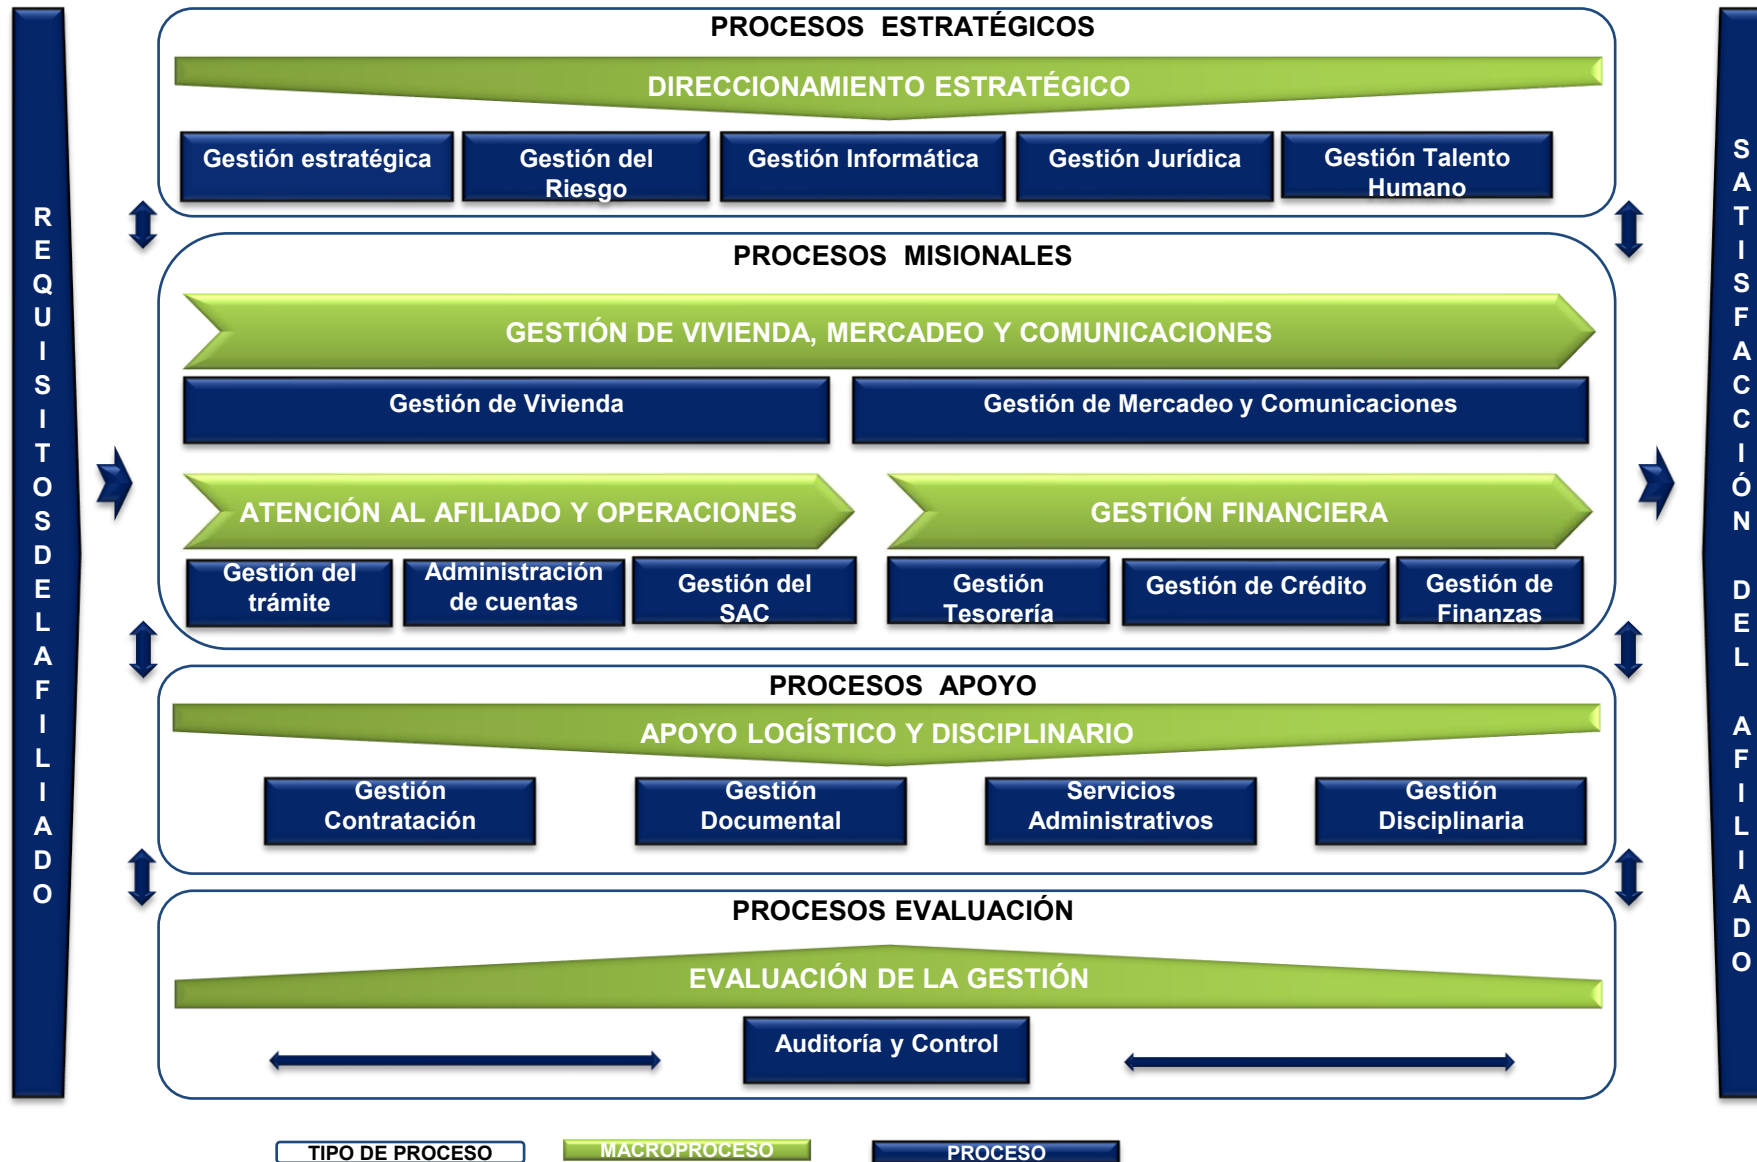 PROCESOS ESTRATÉGICOS
DIRECCIONAMIENTO ESTRATÉGICO
Gestión estratégica
Gestión del
Riesgo
Gestión Informática
Gestión Jurídica
Gestión Talento
Humano
REQUISITOS DEL AFILIADO
PROCESOS MISIONALES
GESTIÓN DE VIVIENDA, MERCADEO Y COMUNICACIONES
Gestión de Vivienda
Gestión de Mercadeo y Comunicaciones
ATENCIÓN AL AFILIADO Y OPERACIONES
GESTIÓN FINANCIERA
Gestión del
trámite
Administración
de cuentas
Gestión del
SAC
Gestión
Tesorería
Gestión de Crédito
Gestión de
Finanzas
SATISFACCIÓN DEL AFILIADO
PROCESOS APOYO
APOYO LOGÍSTICO Y DISCIPLINARIO
Gestión
Contratación
Gestión
Documental
Servicios
Administrativos
Gestión
Disciplinaria
PROCESOS EVALUACIÓN
EVALUACIÓN DE LA GESTIÓN
Auditoría y Control
TIPO DE PROCESO
MACROPROCESO
PROCESO